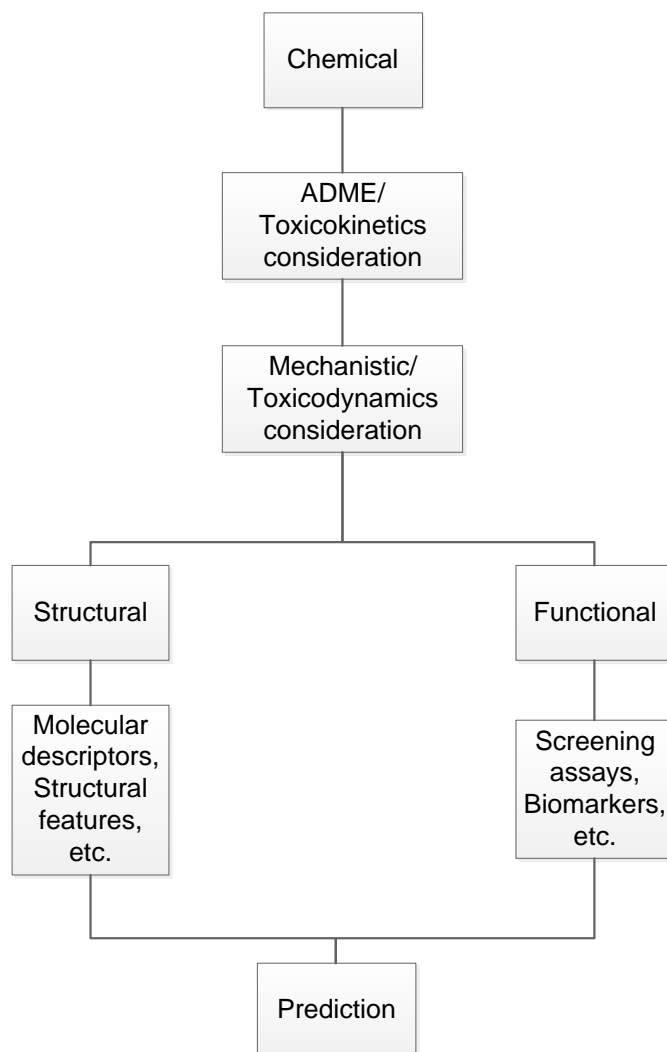 Chemical
ADME/
Toxicokinetics
consideration
Mechanistic/
Toxicodynamics
consideration
Structural
Functional
Molecular
descriptors,
Structural
features,
etc.
Screening
assays,
Biomarkers,
etc.
Prediction